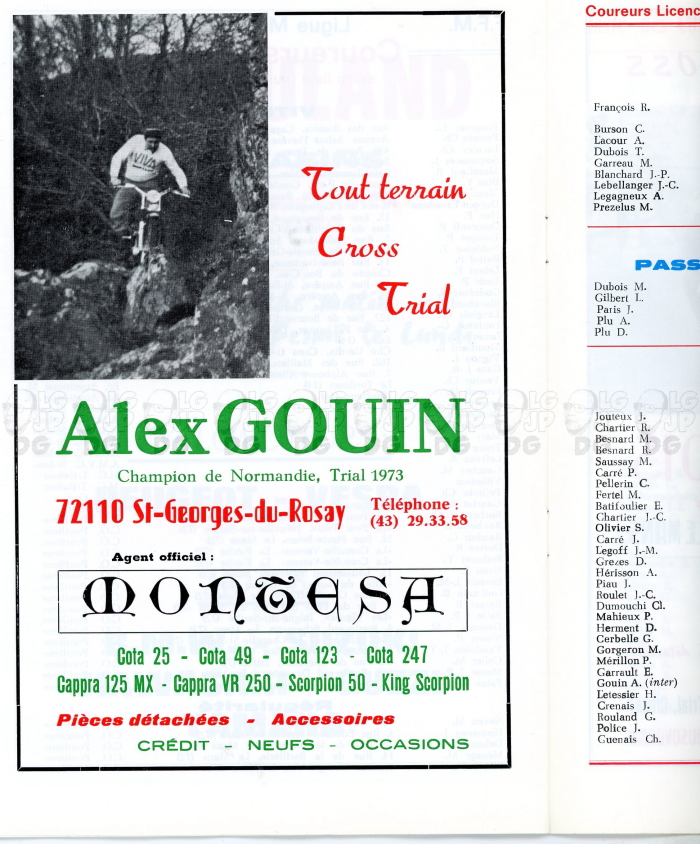 Tout terrain
Cross
Trial
Alex GOUIN
Champion de Normandie, Trial 1973
72110 St-Georges-du-Rosay
Téléphone :
(43) 29.33.58
Agent officiel :
MONTESA
Cota 25 - Cota 49 - Cota 123 - Cota 247
Cappra 125 MX - Cappra VR 250 - Scorpion 50 - King Scorpion
Pièces détachées - Accessoires
CRÉDIT - NEUFS - OCCASIONS
Coureurs Licenc
François R.
Burson C.
Lacour A.
Dubois T.
Garreau M.
Blanchard J.-P.
Lebellanger J.-C.
Legagneux A.
Prezelus M.
PASS
Dubois M.
Gilbert L.
Paris J.
Plu A.
Plu D.
Jouteux J.
Chartier R.
Besnard M.
Besnard R.
Saussay M.
Carré P.
Pellerin C.
Fertel M.
Batifoulier E.
Chartier J.-C.
Olivier S.
Carré J.
Legoff J.-M.
Grezes D.
Hérisson A.
Piau J.
Roulet J.-C.
Dumouchi Cl.
Mahieux P.
Herment D.
Cerbelle G.
Gorgeron M.
Mérillon P.
Garrault E.
Gouin A. (inter)
Letessier H.
Crenais J.
Rouland G.
Police J.
Guenais Ch.